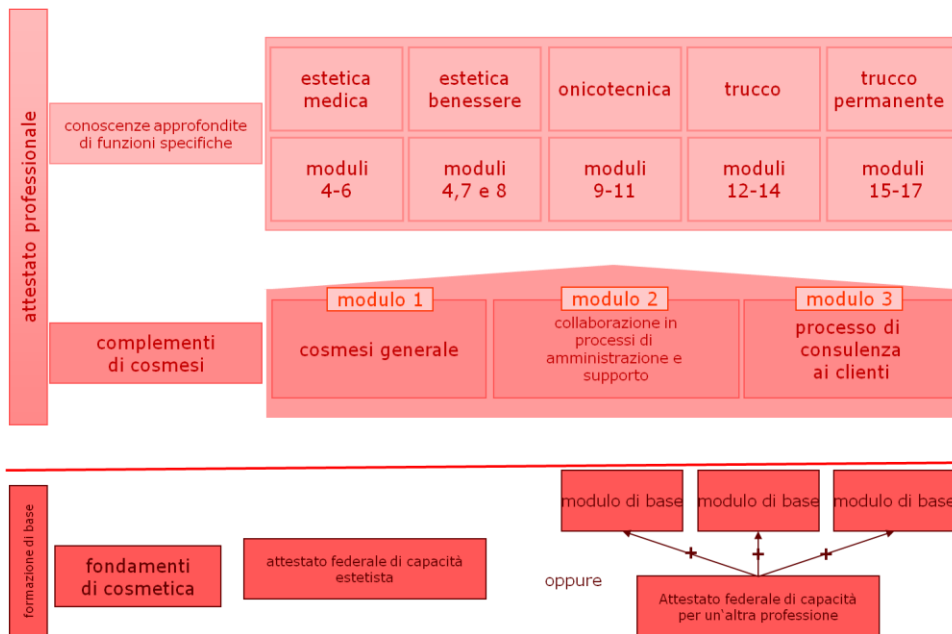 attestato professionale
conoscenze approfondite
di funzioni specifiche
estetica
medica
estetica
benessere
onicotecnica
trucco
trucco
permanente
moduli
4-6
moduli
4,7 e 8
moduli
9-11
moduli
12-14
moduli
15-17
complementi
di cosmesi
modulo 1
cosmesi generale
modulo 2
collaborazione in
processi di
amministrazione e
supporto
modulo 3
processo di
consulenza
ai clienti
formazione di base
fondamenti
di cosmetica
attestato federale di capacità
estetista
oppure
modulo di base
modulo di base
modulo di base
+
+
+
Attestato federale di capacità
per un'altra professione